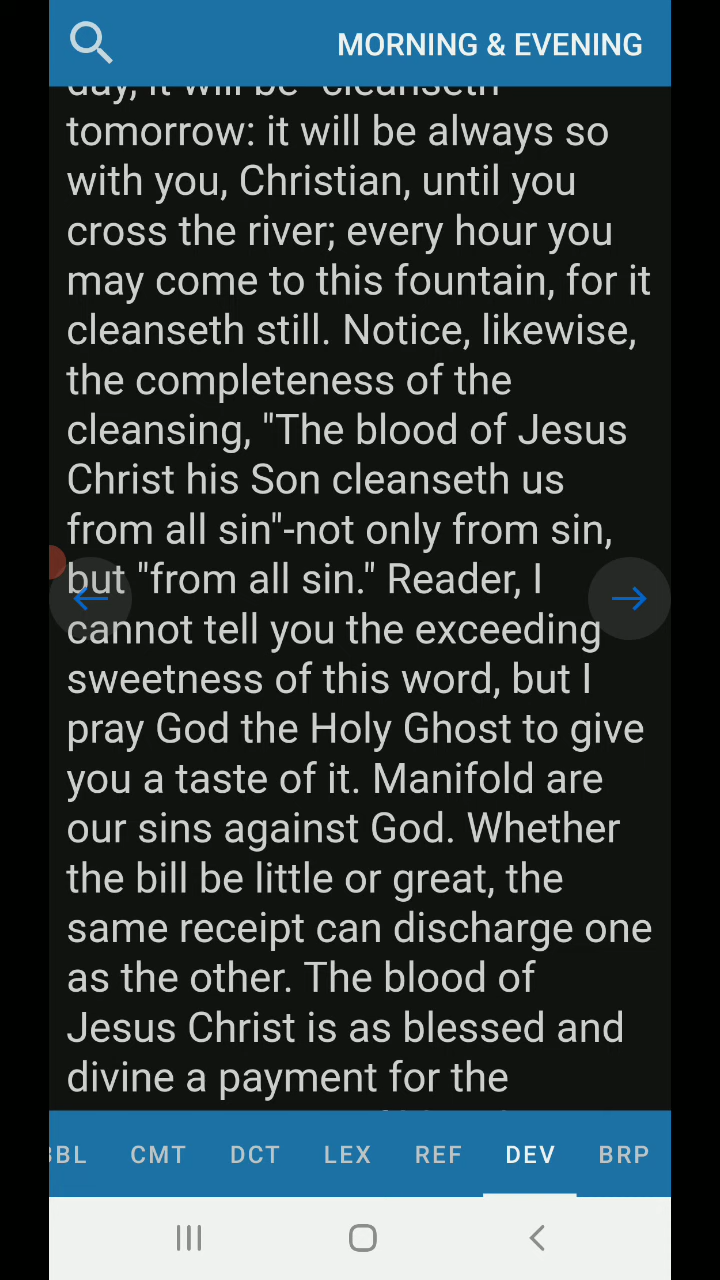 MORNING & EVENING
day, it will be "cleanseth"
tomorrow: it will be always so
with you, Christian, until you
cross the river; every hour you
may come to this fountain, for it
cleanseth still. Notice, likewise,
the completeness of the
cleansing, "The blood of Jesus
Christ his Son cleanseth us
from all sin"-not only from sin,
but "from all sin." Reader, I
cannot tell you the exceeding
sweetness of this word, but I
pray God the Holy Ghost to give
you a taste of it. Manifold are
our sins against God. Whether
the bill be little or great, the
same receipt can discharge one
as the other. The blood of
Jesus Christ is as blessed and
divine a payment for the
BL CMT DCT LEX REF DEV BRP